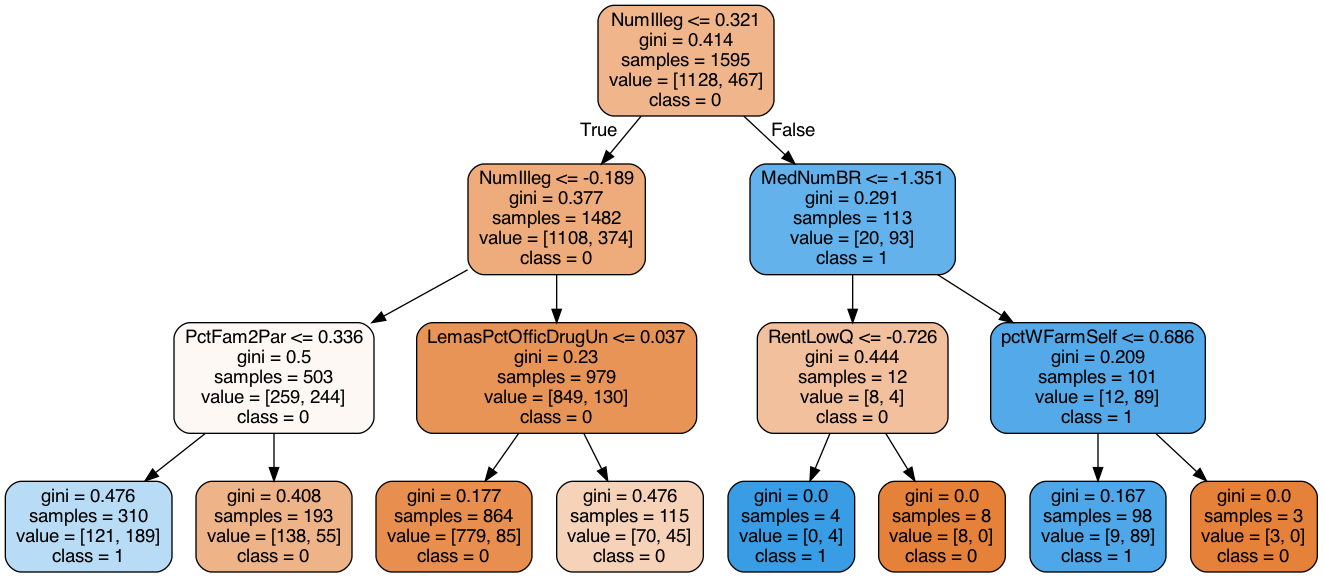 NumIlleg <= 0.321
gini = 0.414
samples = 1595
value = [1128, 467]
class = 0
True
False
NumIlleg <= -0.189
gini = 0.377
samples = 1482
value = [1108, 374]
class = 0
MedNumBR <= -1.351
gini = 0.291
samples = 113
value = [20, 93]
class = 1
PctFam2Par <= 0.336
gini = 0.5
samples = 503
value = [259, 244]
class = 0
LemasPctOfficDrugUn <= 0.037
gini = 0.23
samples = 979
value = [849, 130]
class = 0
RentLowQ <= -0.726
gini = 0.444
samples = 12
value = [8, 4]
class = 0
pctWFarmSelf <= 0.686
gini = 0.209
samples = 101
value = [12, 89]
class = 1
gini = 0.476
samples = 310
value = [121, 189]
class = 1
gini = 0.408
samples = 193
value = [138, 55]
class = 0
gini = 0.177
samples = 864
value = [779, 85]
class = 0
gini = 0.476
samples = 115
value = [70, 45]
class = 0
gini = 0.0
samples = 4
value = [0, 4]
class = 1
gini = 0.0
samples = 8
value = [8, 0]
class = 0
gini = 0.167
samples = 98
value = [9, 89]
class = 1
gini = 0.0
samples = 3
value = [3, 0]
class = 0